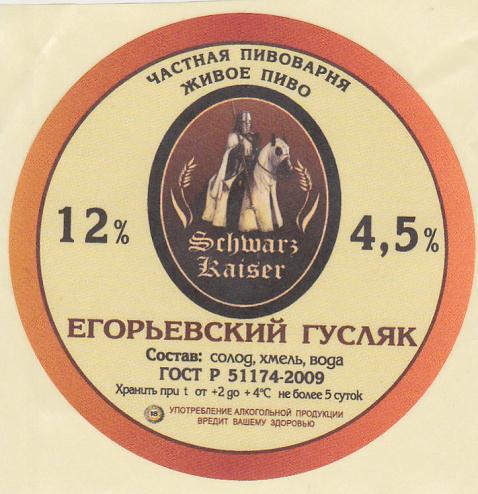 ЧАСТНАЯ ПИВОВАРНЯ
ЖИВОЕ ПИВО
12%
4,5%
Schwarz
Kaiser
ЕГОРЬЕВСКИЙ ГУСЛЯК
Состав: солод, хмель, вода
ГОСТ Р 51174-2009
Хранить при t от +2 до +4°С не более 5 суток
18
УПОТРЕБЛЕНИЕ АЛКОГОЛЬНОЙ ПРОДУКЦИИ
ВРЕДИТ ВАШЕМУ ЗДОРОВЬЮ